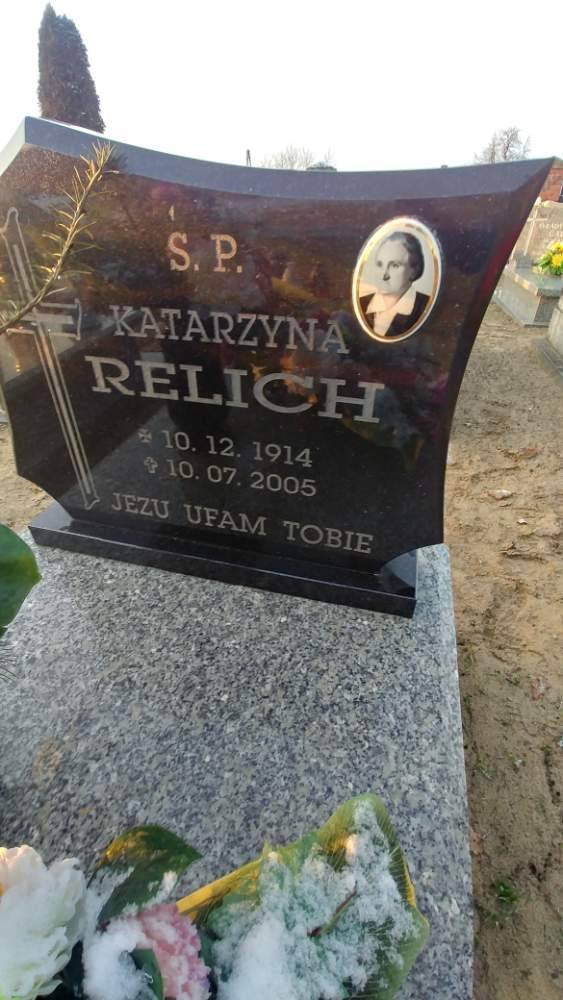 Ś. P.
KATARZYNA
RELICH
10. 12. 1914
10. 07. 2005
JEZU UFAM TOBIE